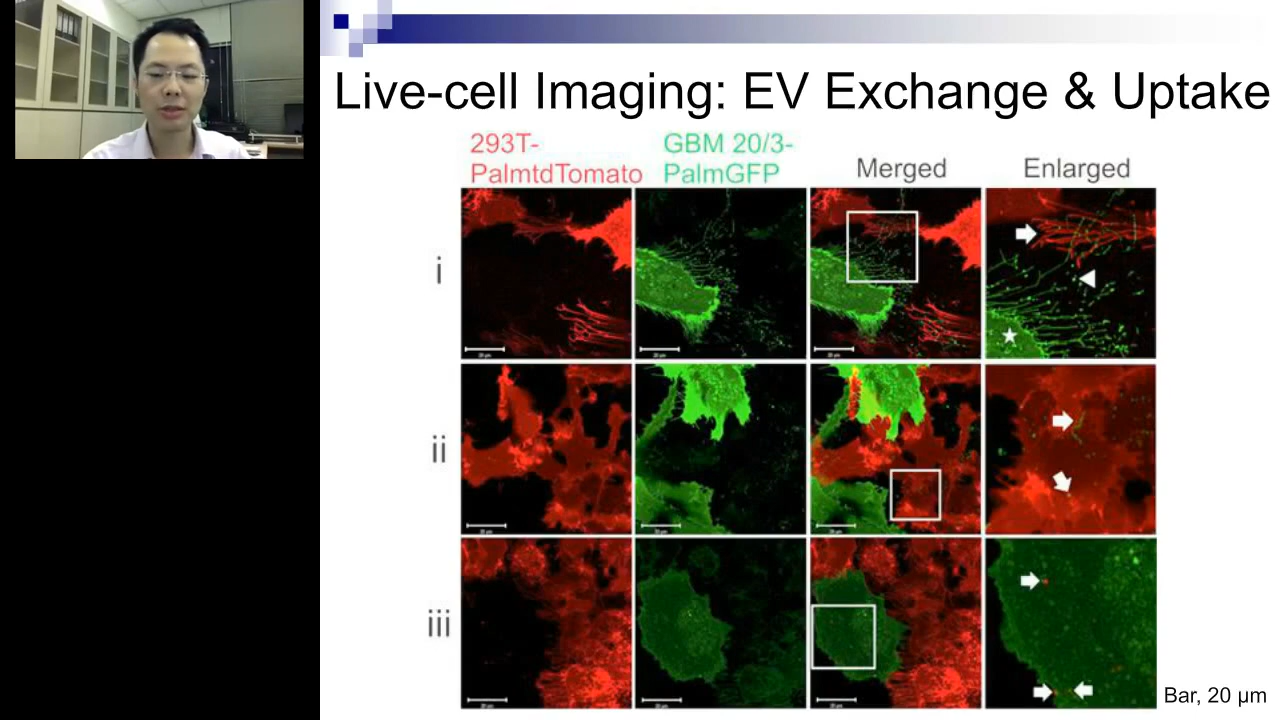 Live-cell Imaging: EV Exchange & Uptake
293T-
PalmtdTomato
GBM 20/3-
PalmGFP
Merged
Enlarged
i
ii
iii
Bar, 20 μm